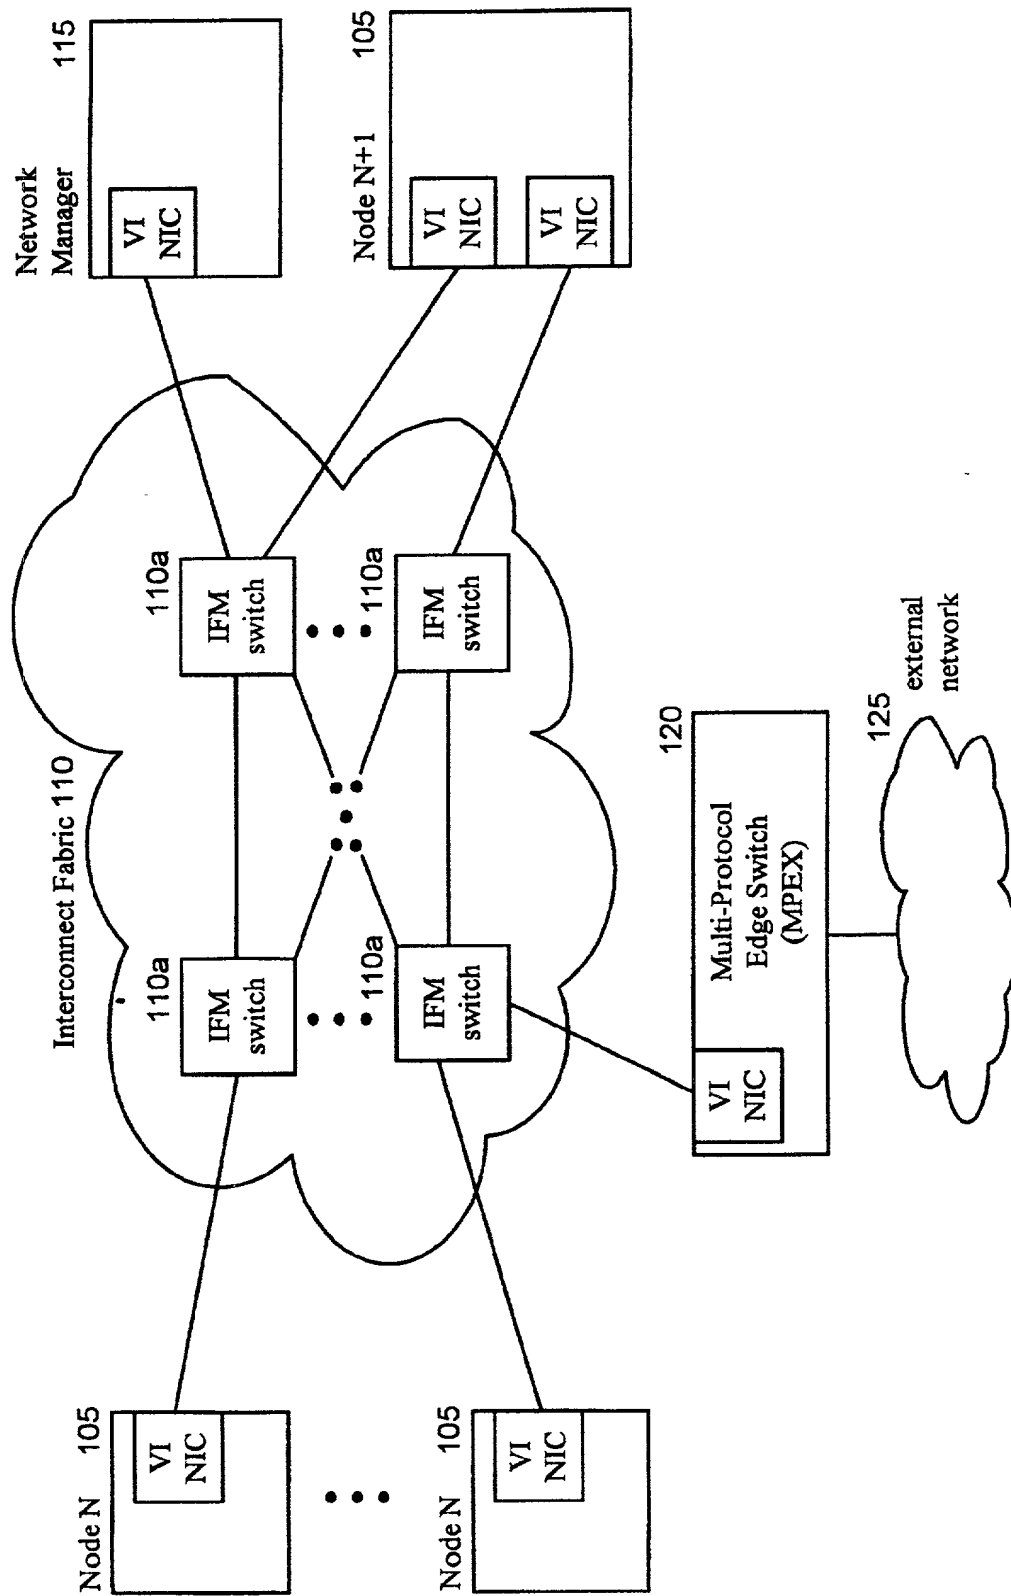 Network
Manager 115
VI
NIC
Node N+1 105
VI
NIC
VI
NIC
Interconnect Fabric 110
110a
IFM
switch
110a
IFM
switch
110a
IFM
switch
110a
IFM
switch
Node N 105
VI
NIC
Node N 105
VI
NIC
120
Multi-Protocol
Edge Switch
(MPEX)
VI
NIC
125
external
network